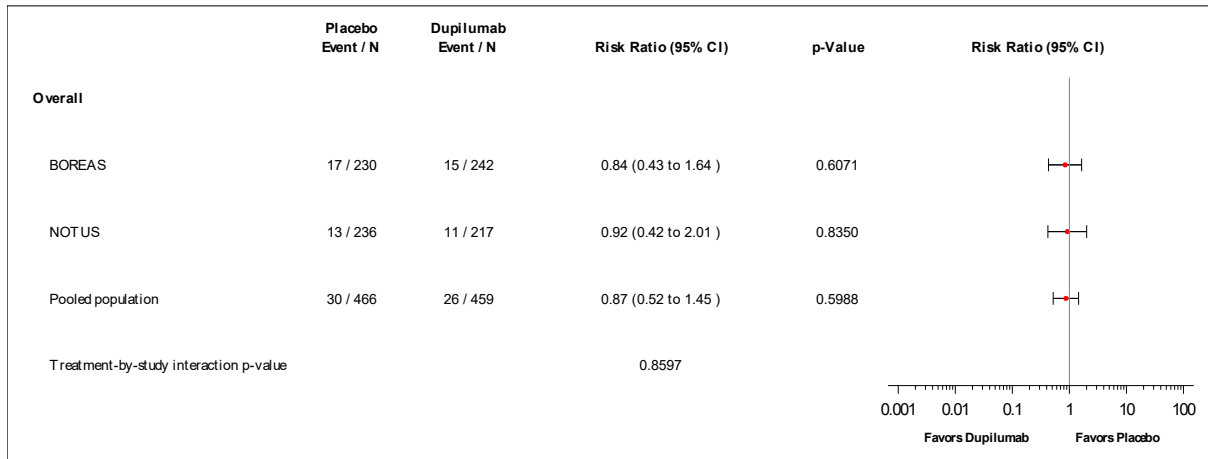 Placebo Dupilumab
Event / N Event / N Risk Ratio (95% CI) p-Value Risk Ratio (95% CI)
Overall
BOREAS 17 / 230 15 / 242 0.84 (0.43 to 1.64 ) 0.6071
NOTUS 13 / 236 11 / 217 0.92 (0.42 to 2.01 ) 0.8350
Pooled population 30 / 466 26 / 459 0.87 (0.52 to 1.45 ) 0.5988
Treatment-by-study interaction p-value 0.8597
0.001 0.01 0.1 1 10 100
Favors Dupilumab Favors Placebo